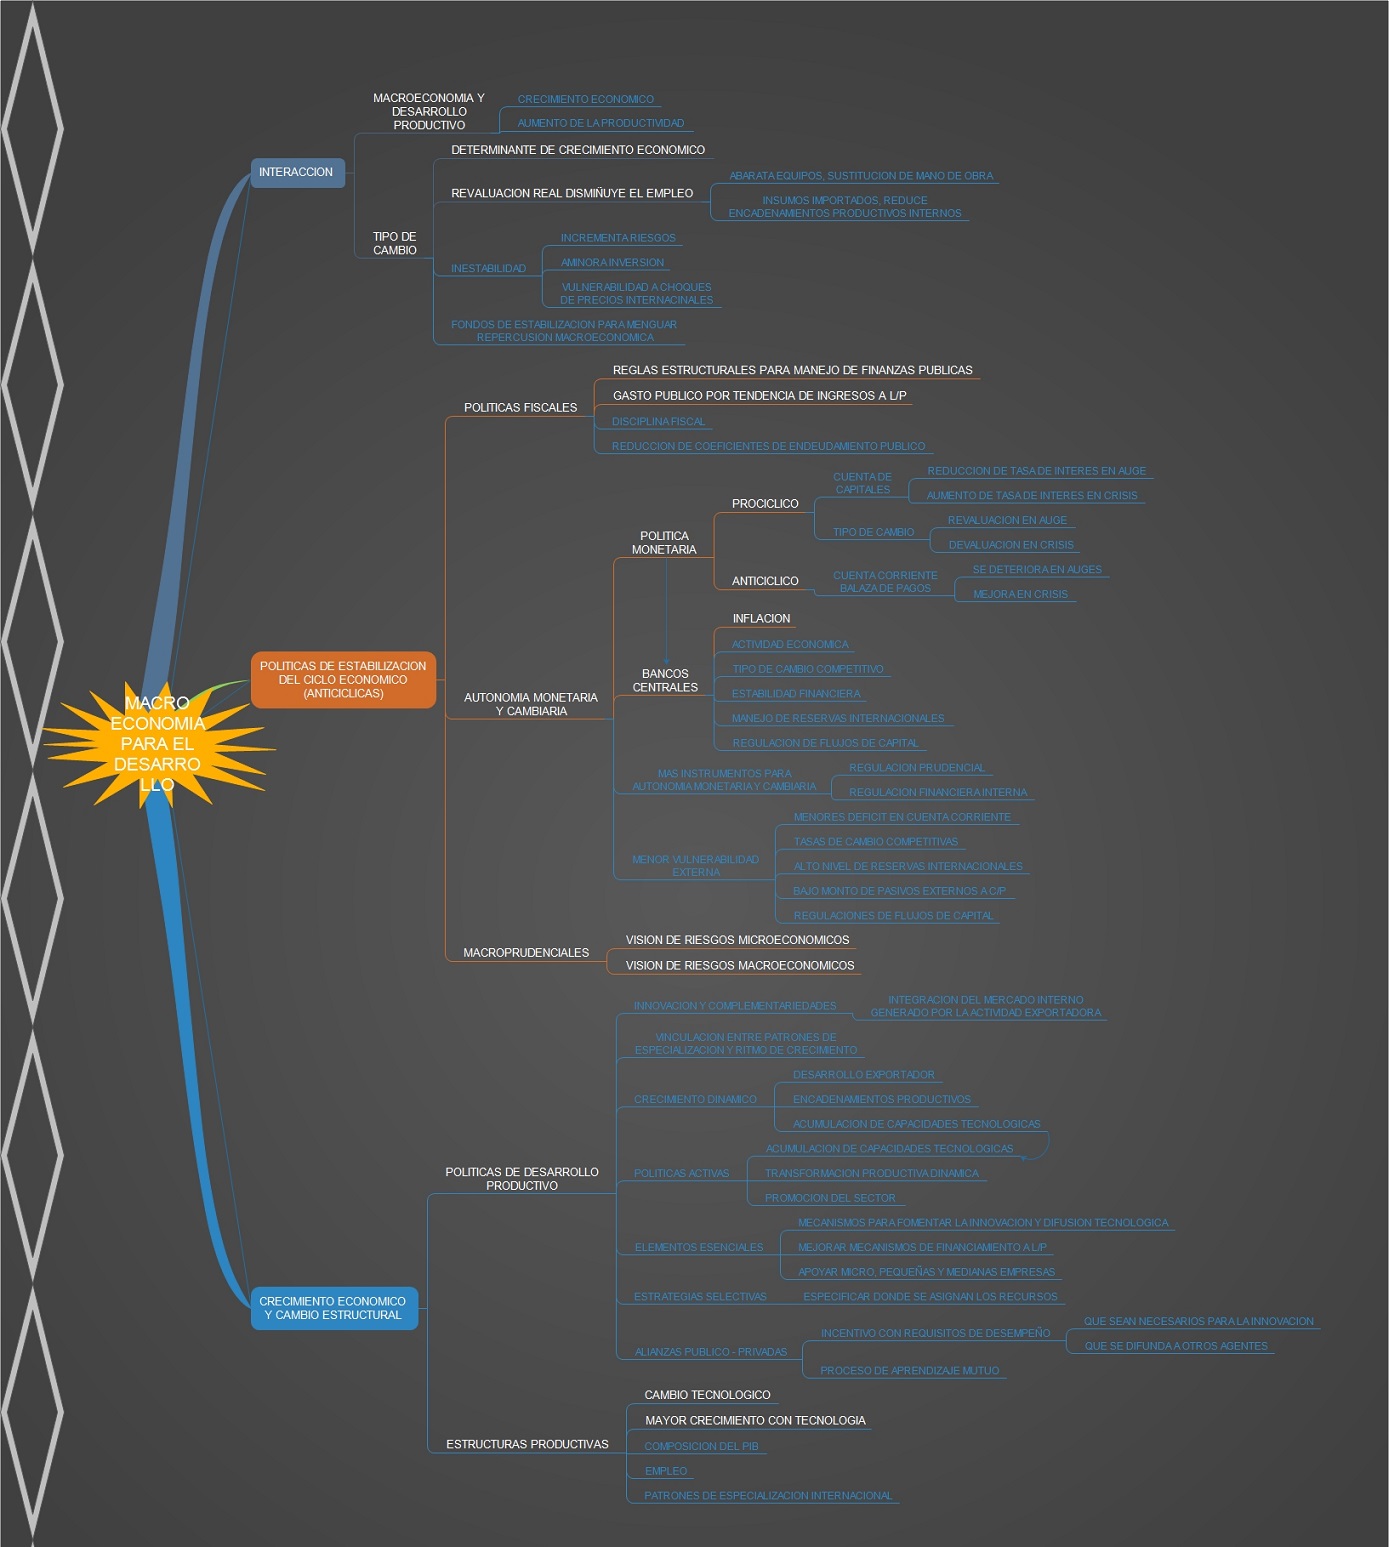 MACROECONOMIA Y
DESARROLLO
PRODUCTIVO
CRECIMIENTO ECONOMICO
AUMENTO DE LA PRODUCTIVIDAD
INTERACCION
DETERMINANTE DE CRECIMIENTO ECONOMICO
REVALUACION REAL DISMIÑUYE EL EMPLEO
ABARATA EQUIPOS, SUSTITUCION DE MANO DE OBRA
INSUMOS IMPORTADOS, REDUCE
ENCADENAMIENTOS PRODUCTIVOS INTERNOS
TIPO DE
CAMBIO
INESTABILIDAD
INCREMENTA RIESGOS
AMINORA INVERSION
VULNERABILIDAD A CHOQUES
DE PRECIOS INTERNACINALES
FONDOS DE ESTABILIZACION PARA MENGUAR
REPERCUSION MACROECONOMICA
POLITICAS FISCALES
REGLAS ESTRUCTURALES PARA MANEJO DE FINANZAS PUBLICAS
GASTO PUBLICO POR TENDENCIA DE INGRESOS A L/P
DISCIPLINA FISCAL
REDUCCION DE COEFICIENTES DE ENDEUDAMIENTO PUBLICO
POLITICA
MONETARIA
PROCICLICO
CUENTA DE
CAPITALES
REDUCCION DE TASA DE INTERES EN AUGE
AUMENTO DE TASA DE INTERES EN CRISIS
TIPO DE CAMBIO
REVALUACION EN AUGE
DEVALUACION EN CRISIS
ANTICICLICO
CUENTA CORRIENTE
BALAZA DE PAGOS
SE DETERIORA EN AUGES
MEJORA EN CRISIS
POLITICAS DE ESTABILIZACION
DEL CICLO ECONOMICO
(ANTICICLICAS)
AUTONOMIA MONETARIA
Y CAMBIARIA
BANCOS
CENTRALES
INFLACION
ACTIVIDAD ECONOMICA
TIPO DE CAMBIO COMPETITIVO
ESTABILIDAD FINANCIERA
MANEJO DE RESERVAS INTERNACIONALES
REGULACION DE FLUJOS DE CAPITAL
MACRO
ECONOMIA
PARA EL
DESARRO
LLO
MAS INSTRUMENTOS PARA
AUTONOMIA MONETARIA Y CAMBIARIA
REGULACION PRUDENCIAL
REGULACION FINANCIERA INTERNA
MENOR VULNERABILIDAD
EXTERNA
MENORES DEFICIT EN CUENTA CORRIENTE
TASAS DE CAMBIO COMPETITIVAS
ALTO NIVEL DE RESERVAS INTERNACIONALES
BAJO MONTO DE PASIVOS EXTERNOS A C/P
REGULACIONES DE FLUJOS DE CAPITAL
MACROPRUDENCIALES
VISION DE RIESGOS MICROECONOMICOS
VISION DE RIESGOS MACROECONOMICOS
INNOVACION Y COMPLEMENTARIEDADES
INTEGRACION DEL MERCADO INTERNO
GENERADO POR LA ACTIVIDAD EXPORTADORA
VINCULACION ENTRE PATRONES DE
ESPECIALIZACION Y RITMO DE CRECIMIENTO
CRECIMIENTO DINAMICO
DESARROLLO EXPORTADOR
ENCADENAMIENTOS PRODUCTIVOS
ACUMULACION DE CAPACIDADES TECNOLOGICAS
POLITICAS DE DESARROLLO
PRODUCTIVO
POLITICAS ACTIVAS
ACUMULACION DE CAPACIDADES TECNOLOGICAS
TRANSFORMACION PRODUCTIVA DINAMICA
PROMOCION DEL SECTOR
ELEMENTOS ESENCIALES
MECANISMOS PARA FOMENTAR LA INNOVACION Y DIFUSION TECNOLOGICA
MEJORAR MECANISMOS DE FINANCIAMIENTO A L/P
APOYAR MICRO, PEQUEÑAS Y MEDIANAS EMPRESAS
ESTRATEGIAS SELECTIVAS
ESPECIFICAR DONDE SE ASIGNAN LOS RECURSOS
CRECIMIENTO ECONOMICO
Y CAMBIO ESTRUCTURAL
ALIANZAS PUBLICO - PRIVADAS
INCENTIVO CON REQUISITOS DE DESEMPEÑO
QUE SEAN NECESARIOS PARA LA INNOVACION
QUE SE DIFUNDA A OTROS AGENTES
PROCESO DE APRENDIZAJE MUTUO
ESTRUCTURAS PRODUCTIVAS
CAMBIO TECNOLOGICO
MAYOR CRECIMIENTO CON TECNOLOGIA
COMPOSICION DEL PIB
EMPLEO
PATRONES DE ESPECIALIZACION INTERNACIONAL